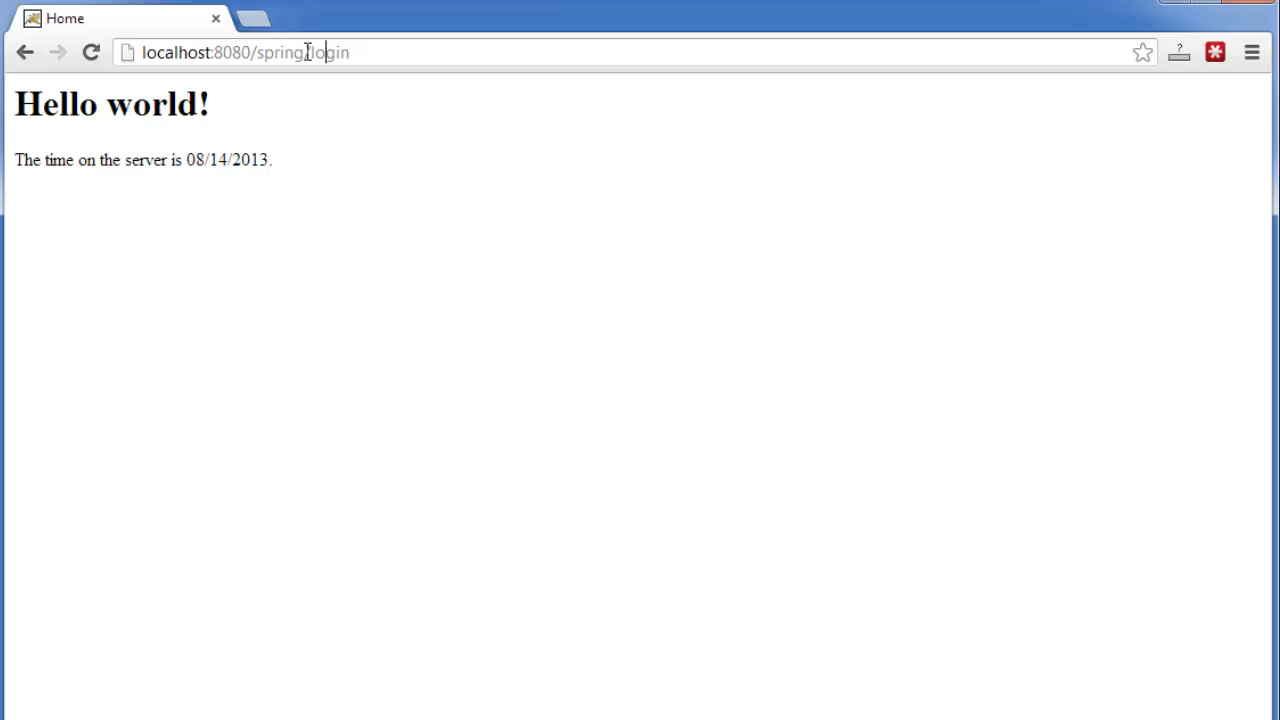 Home
localhost:8080/spring/login
?
Hello world!
The time on the server is 08/14/2013.